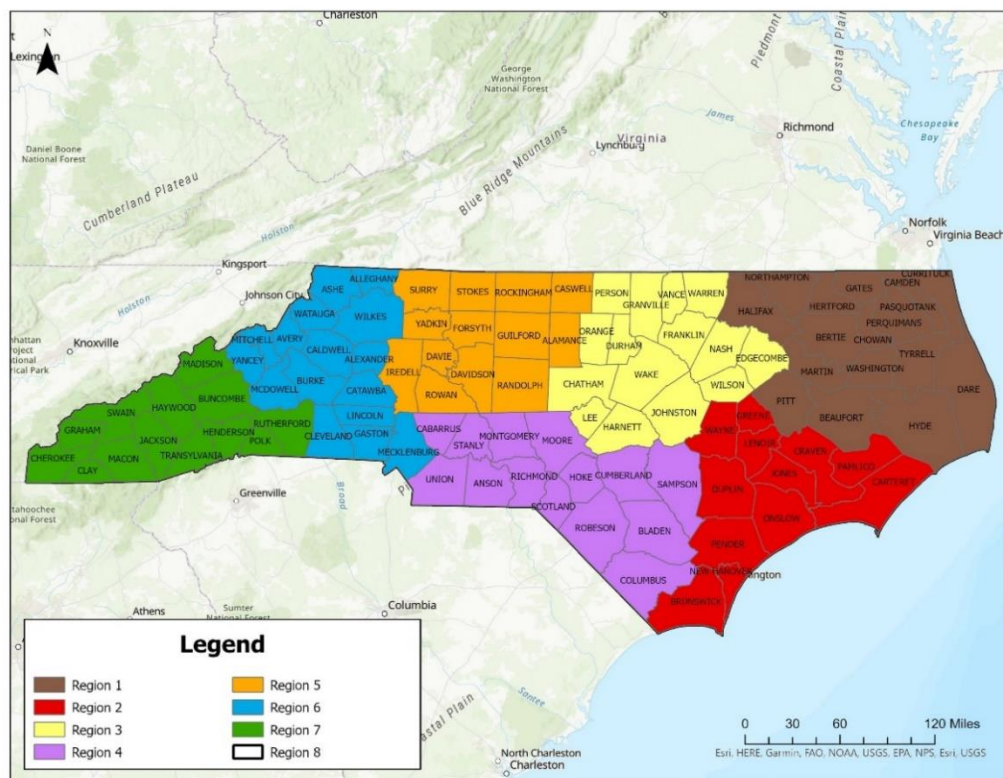 Charleston
N
Lexington
George
Washington
National Forest
Piedmont
Coastal Plain
Chesapeake
Bay
James
Richmond
Virginia
Lynchburg
Daniel Boone
National Forest
Cumberland Plateau
Blue Ridge Mountains
Holston
Norfolk
Virginia Beach
Kingsport
Johnson City
Holston
Knoxville
ALLEGHANY
ASHE
SURRY
STOKES
ROCKINGHAM
CASWELL
PERSON
GRANVILLE
VANCE
WARREN
NORTHAMPTON
GATES
CURRITUCK
CAMDEN
WATAUGA
WILKES
HALIFAX
HERTFORD
PASQUOTANK
PERQUIMANS
YADKIN
FORSYTH
GUILFORD
ALAMANCE
ORANGE
DURHAM
FRANKLIN
NASH
EDGECOMBE
BERTIE
CHOWAN
TYRRELL
MITCHELL
AVERY
YANCEY
CALDWELL
ALEXANDER
IREDELL
DAVIE
DAVIDSON
RANDOLPH
ROWAN
CHATHAM
WAKE
WILSON
MARTIN
WASHINGTON
DARE
MADISON
BURKE
MCDOWELL
CATAWBA
BUNCOMBE
HAYWOOD
SWAIN
LEE
HARNETT
JOHNSTON
PITT
BEAUFORT
HYDE
GRAHAM
JACKSON
HENDERSON
RUTHERFORD
POLK
CLEVELAND
LINCOLN
GASTON
MECKLENBURG
CABARRUS
STANLY
MONTGOMERY
MOORE
WAYNE
GREENE
LENOIR
CRAVEN
PAMLICO
CARTERET
CHEROKEE
CLAY
MACON
TRANSYLVANIA
UNION
ANSON
RICHMOND
HOKE
CUMBERLAND
SAMPSON
DUPLIN
JONES
ONSLOW
SCOTLAND
ROBESON
BLADEN
PENDER
COLUMBUS
NEW HANOVER
BRUNSWICK
Greenville
Broad
Athens
Sumter
National Forest
Columbia
Santee
North Charleston
Charleston
Legend
Region 1
Region 2
Region 3
Region 4
Region 5
Region 6
Region 7
Region 8
0 30 60 120 Miles
Esri, HERE, Garmin, FAO, NOAA, USGS, EPA, NPS, Esri, USGS